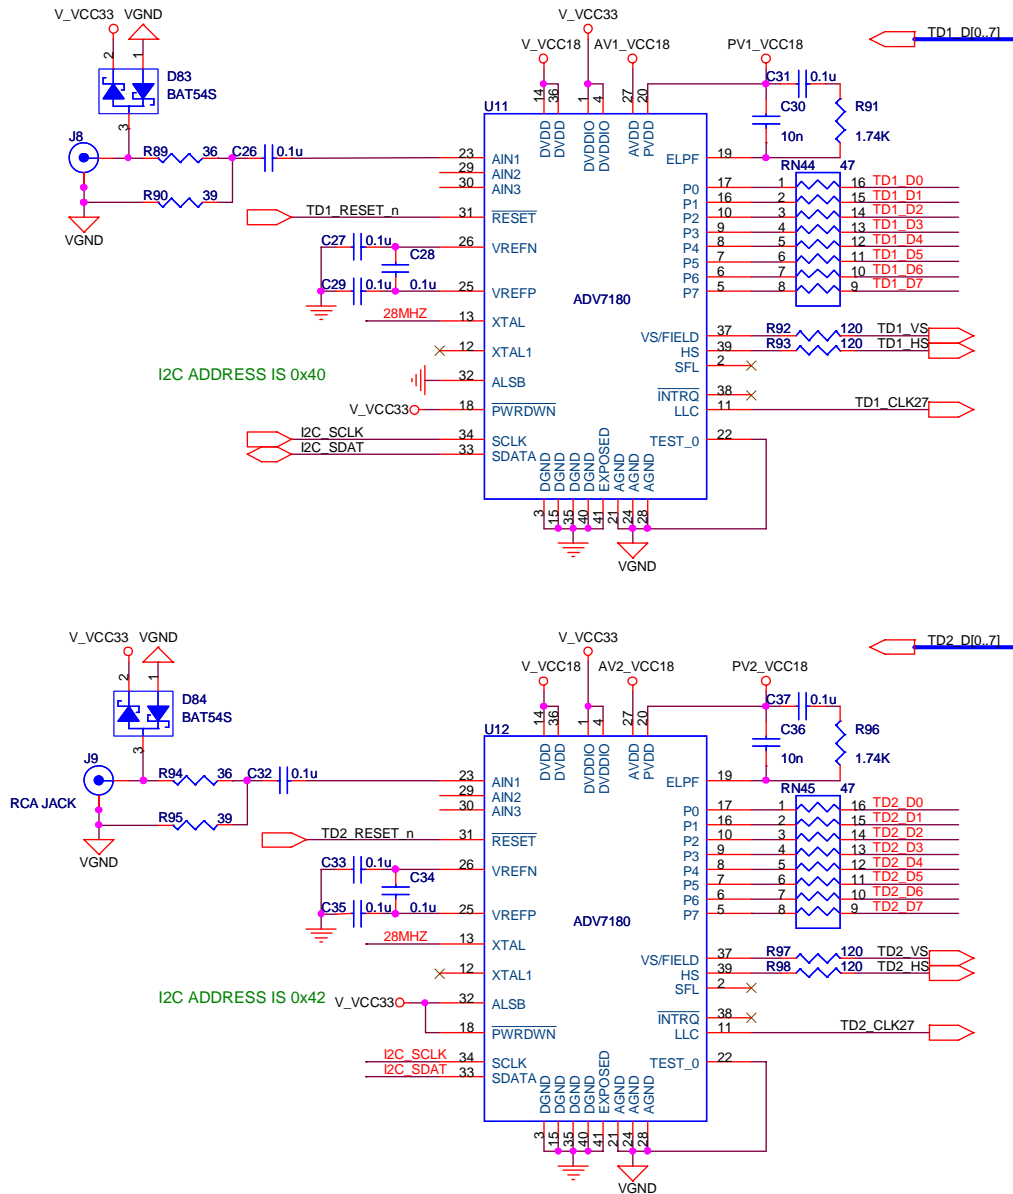 V_VCC33 VGND V_VCC33
V_VCC18 AV1_VCC18 PV1_VCC18 TD1_D[0..7]
2 1 D83 BAT54S 3
J8 R89 36 C26 0.1u
R90 39
VGND
U11
14 36 1 4 27 20
DVDD DVDD DVDDIO DVDDIO AVDD PVDD
C31 0.1u
C30 10n
R91 1.74K
23 AIN1 ELPF 19
29 AIN2
30 AIN3
RN44 47
P0 17 1 16 TD1_D0
P1 16 2 15 TD1_D1
TD1_RESET_n 31 RESET P2 10 3 14 TD1_D2
P3 9 4 13 TD1_D3
C27 0.1u 26 VREFN P4 8 5 12 TD1_D4
C28 P5 7 6 11 TD1_D5
P6 6 7 10 TD1_D6
C29 0.1u 0.1u 25 VREFP P7 5 8 9 TD1_D7
ADV7180
28MHZ 13 XTAL
VS/FIELD 37 R92 120 TD1_VS
12 XTAL1 HS 39 R93 120 TD1_HS
SFL 2
I2C ADDRESS IS 0x40
32 ALSB
INTRQ 38
V_VCC33 18 PWRDWN LLC 11 TD1_CLK27
I2C_SCLK 34 SCLK TEST_0 22
I2C_SDAT 33 SDATA
DGND DGND DGND DGND EXPOSED AGND AGND AGND
3 15 35 40 41 21 24 28
VGND
V_VCC33 VGND V_VCC33
V_VCC18 AV2_VCC18 PV2_VCC18 TD2_D[0..7]
2 1 D84 BAT54S 3
J9 R94 36 C32 0.1u
RCA JACK
R95 39
VGND
U12
14 36 1 4 27 20
DVDD DVDD DVDDIO DVDDIO AVDD PVDD
C37 0.1u
C36 10n
R96 1.74K
23 AIN1 ELPF 19
29 AIN2
30 AIN3
RN45 47
P0 17 1 16 TD2_D0
P1 16 2 15 TD2_D1
TD2_RESET_n 31 RESET P2 10 3 14 TD2_D2
P3 9 4 13 TD2_D3
C33 0.1u 26 VREFN P4 8 5 12 TD2_D4
C34 P5 7 6 11 TD2_D5
P6 6 7 10 TD2_D6
C35 0.1u 0.1u 25 VREFP P7 5 8 9 TD2_D7
ADV7180
28MHZ 13 XTAL
VS/FIELD 37 R97 120 TD2_VS
12 XTAL1 HS 39 R98 120 TD2_HS
SFL 2
I2C ADDRESS IS 0x42
V_VCC33 32 ALSB
INTRQ 38
18 PWRDWN LLC 11 TD2_CLK27
I2C_SCLK 34 SCLK TEST_0 22
I2C_SDAT 33 SDATA
DGND DGND DGND DGND EXPOSED AGND AGND AGND
3 15 35 40 41 21 24 28
VGND